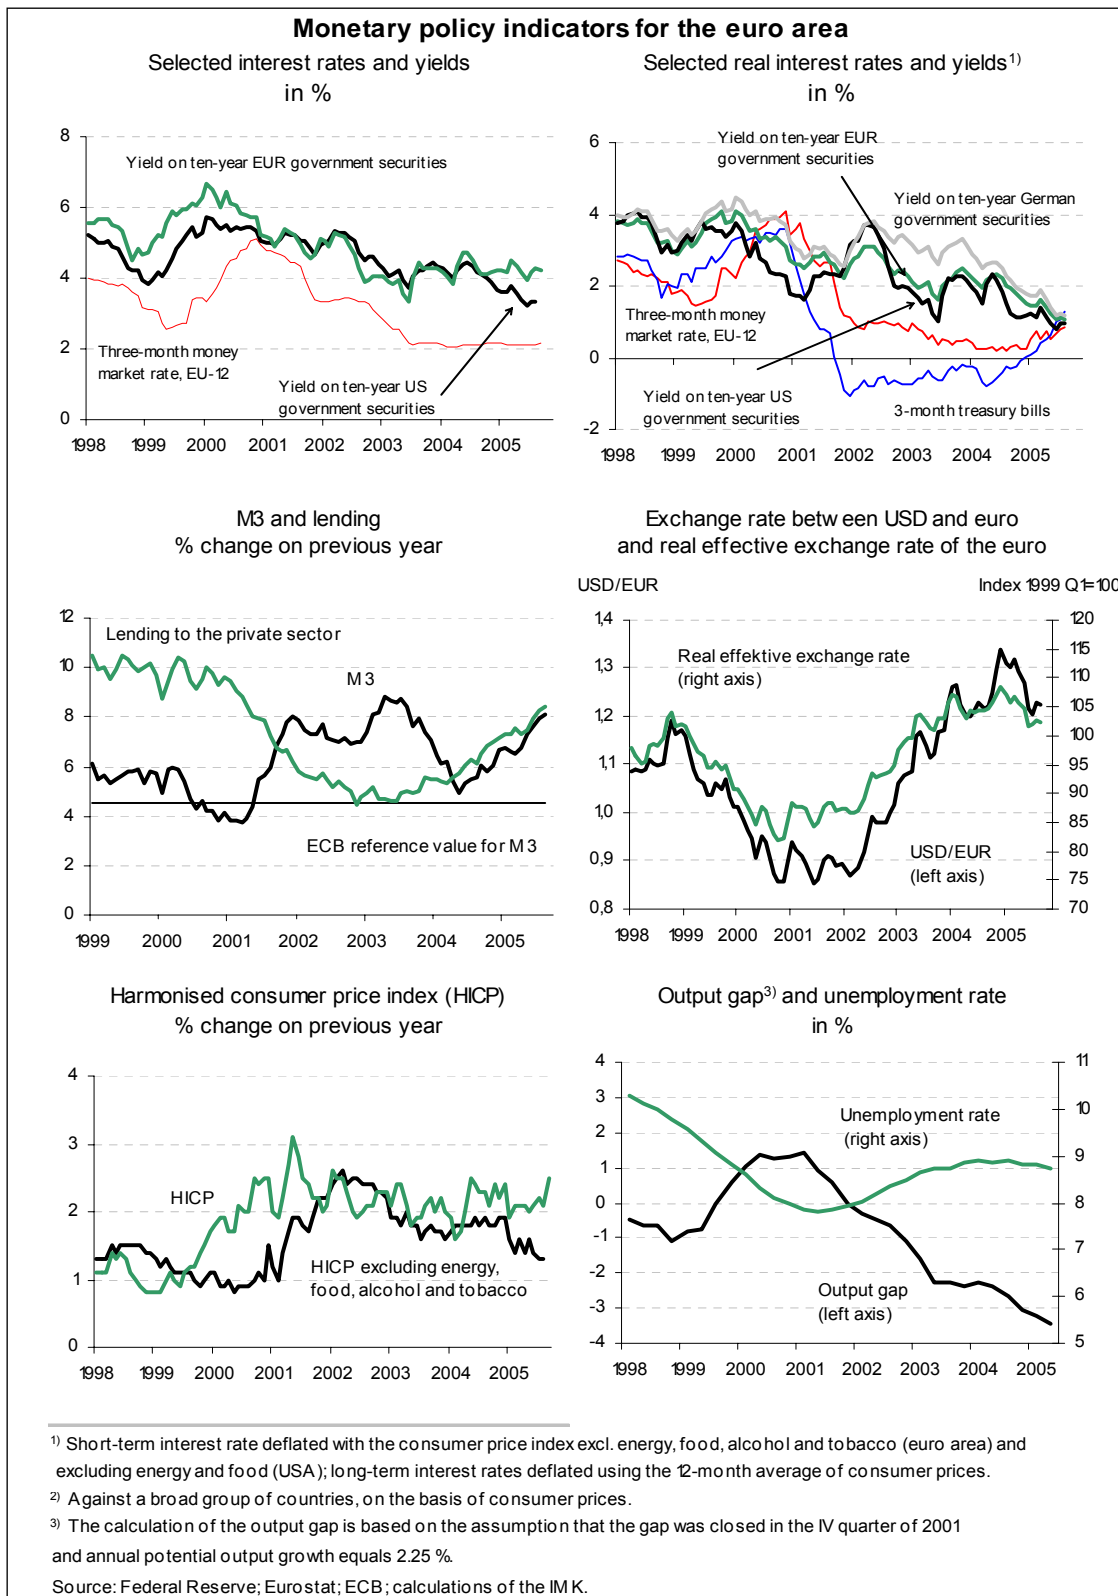 Monetary policy indicators for the euro area
Selected interest rates and yields
in %
8
6
4
2
0
Yield on ten-year EUR government securities
Three-month money
market rate, EU-12
Yield on ten-year US
government securities
1998 1999 2000 2001 2002 2003 2004 2005
Selected real interest rates and yields1)
in %
6
4
2
0
-2
Yield on ten-year EUR
government securities
Yield on ten-year German
government securities
Three-month money
market rate, EU-12
Yield on ten-year US
government securities
3-month treasury bills
1998 1999 2000 2001 2002 2003 2004 2005
M3 and lending
% change on previous year
12
10
8
6
4
2
0
Lending to the private sector
M3
ECB reference value for M3
1999 2000 2001 2002 2003 2004 2005
Exchange rate between USD and euro
and real effective exchange rate of the euro
USD/EUR
Index 1999 Q1=100
1,4
1,3
1,2
1,1
1,0
0,9
0,8
120
115
110
105
100
95
90
85
80
75
70
Real effektive exchange rate
(right axis)
USD/EUR
(left axis)
1998 1999 2000 2001 2002 2003 2004 2005
Harmonised consumer price index (HICP)
% change on previous year
4
3
2
1
0
HICP
HICP excluding energy,
food, alcohol and tobacco
1998 1999 2000 2001 2002 2003 2004 2005
Output gap3) and unemployment rate
in %
4
3
2
1
0
-1
-2
-3
-4
11
10
9
8
7
6
5
Unemployment rate
(right axis)
Output gap
(left axis)
1998 1999 2000 2001 2002 2003 2004 2005
1) Short-term interest rate deflated with the consumer price index excl. energy, food, alcohol and tobacco (euro area) and
excluding energy and food (USA); long-term interest rates deflated using the 12-month average of consumer prices.
2) Against a broad group of countries, on the basis of consumer prices.
3) The calculation of the output gap is based on the assumption that the gap was closed in the IV quarter of 2001
and annual potential output growth equals 2.25 %.
Source: Federal Reserve; Eurostat; ECB; calculations of the IMK.